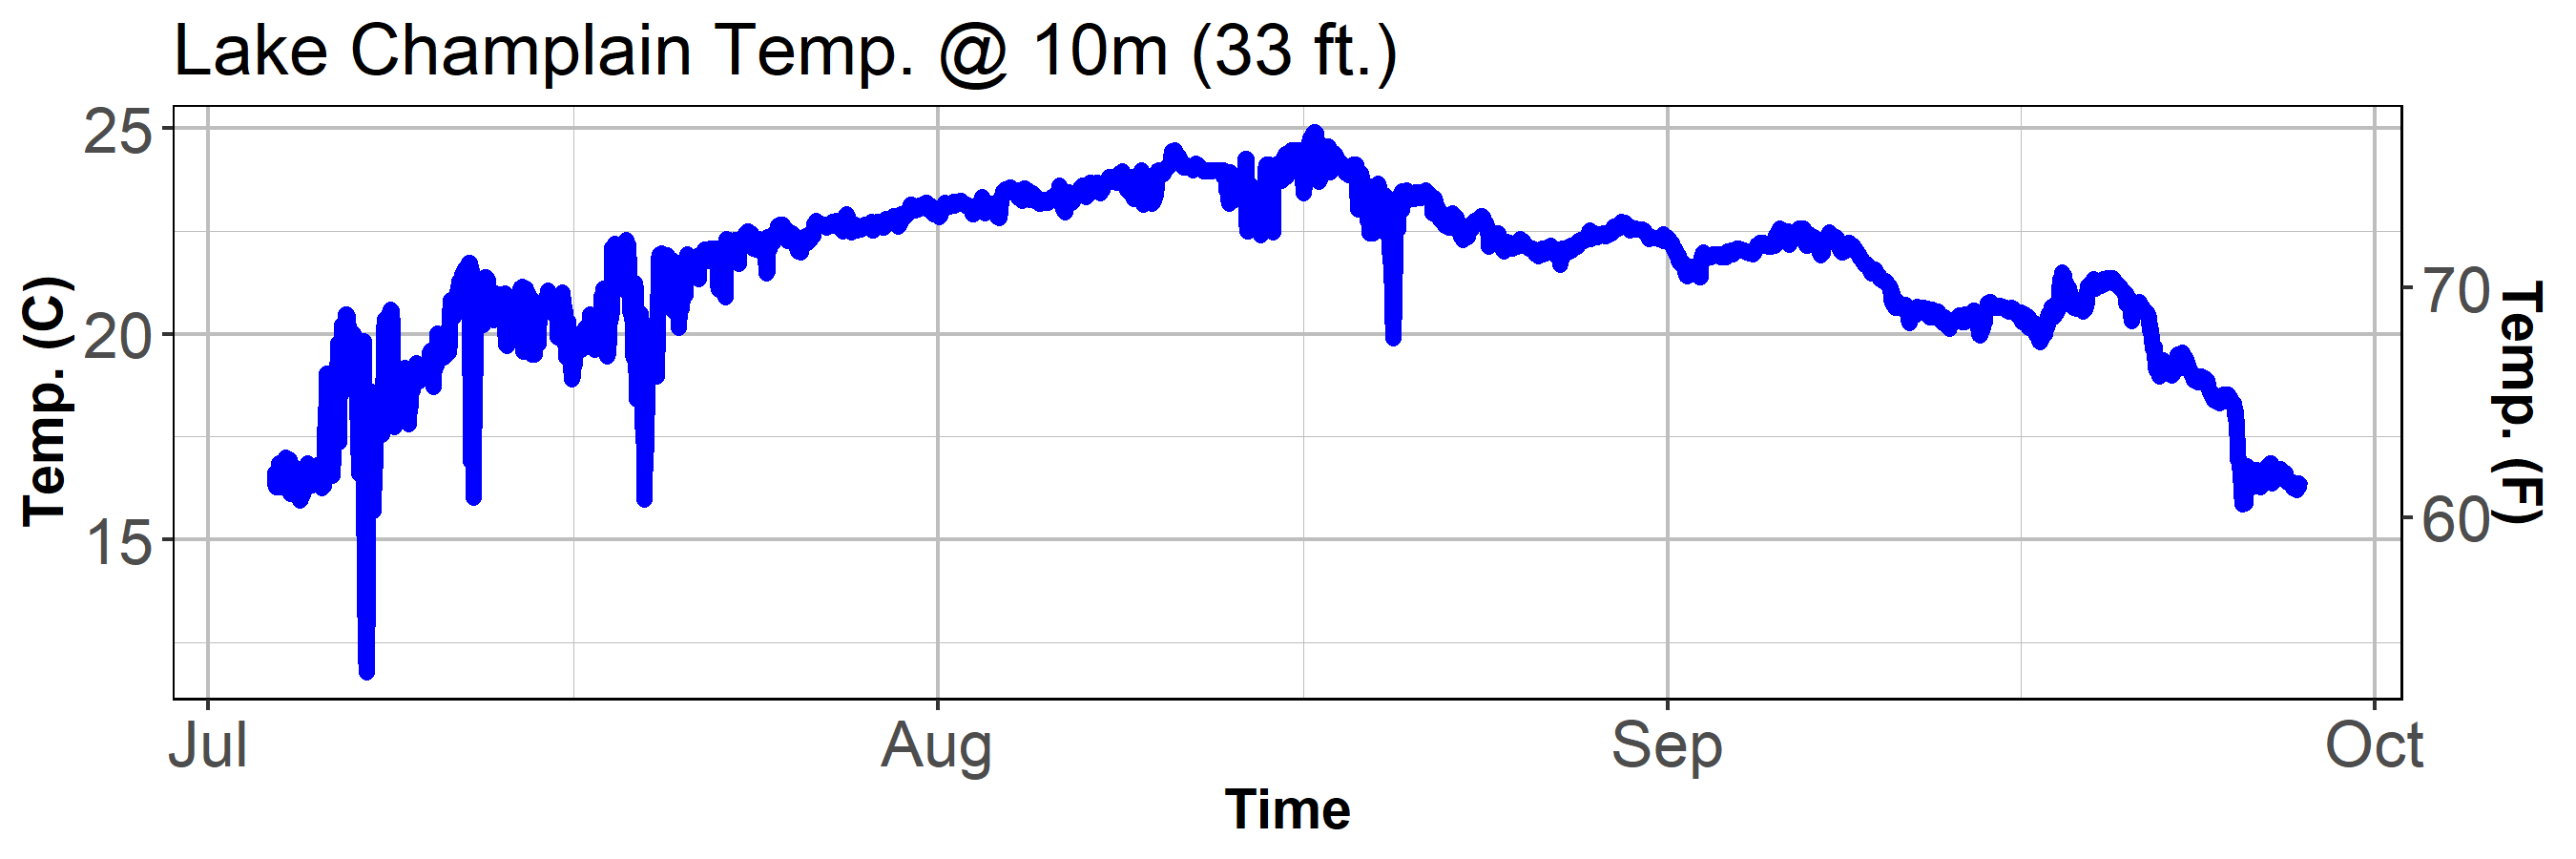 Lake Champlain Temp. @ 10m (33 ft.)
25
20
15
Temp. (C)
70
60
Temp. (F)
Jul Aug Sep Oct
Time